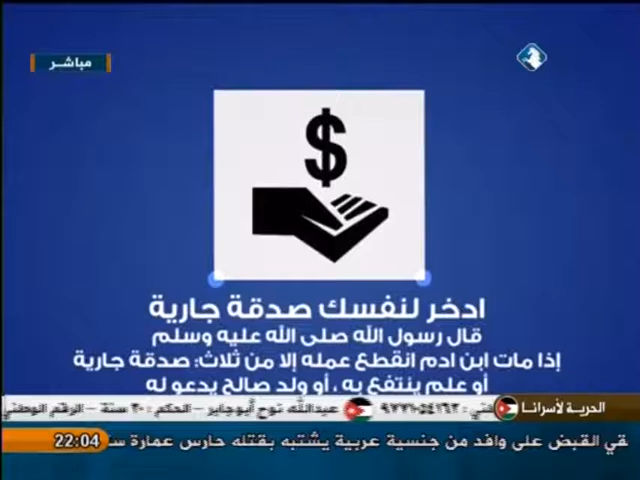 مباشر
$
ادخر لنفسك صدقة جارية
قال رسول الله صلى الله عليه وسلم
إذا مات ابن ادم انقطع عمله إلا من ثلاث: صدقة جارية
أو علم ينتفع به ، أو ولد صالح يدعو له
الحرية لأسرانا
عبدالله نوح أبوجابر - الحكم : ٢٠ سنة - الرقم الوطني
22:04
القبض على وافد من جنسية عربية يشتبه بقتله حارس عمارة